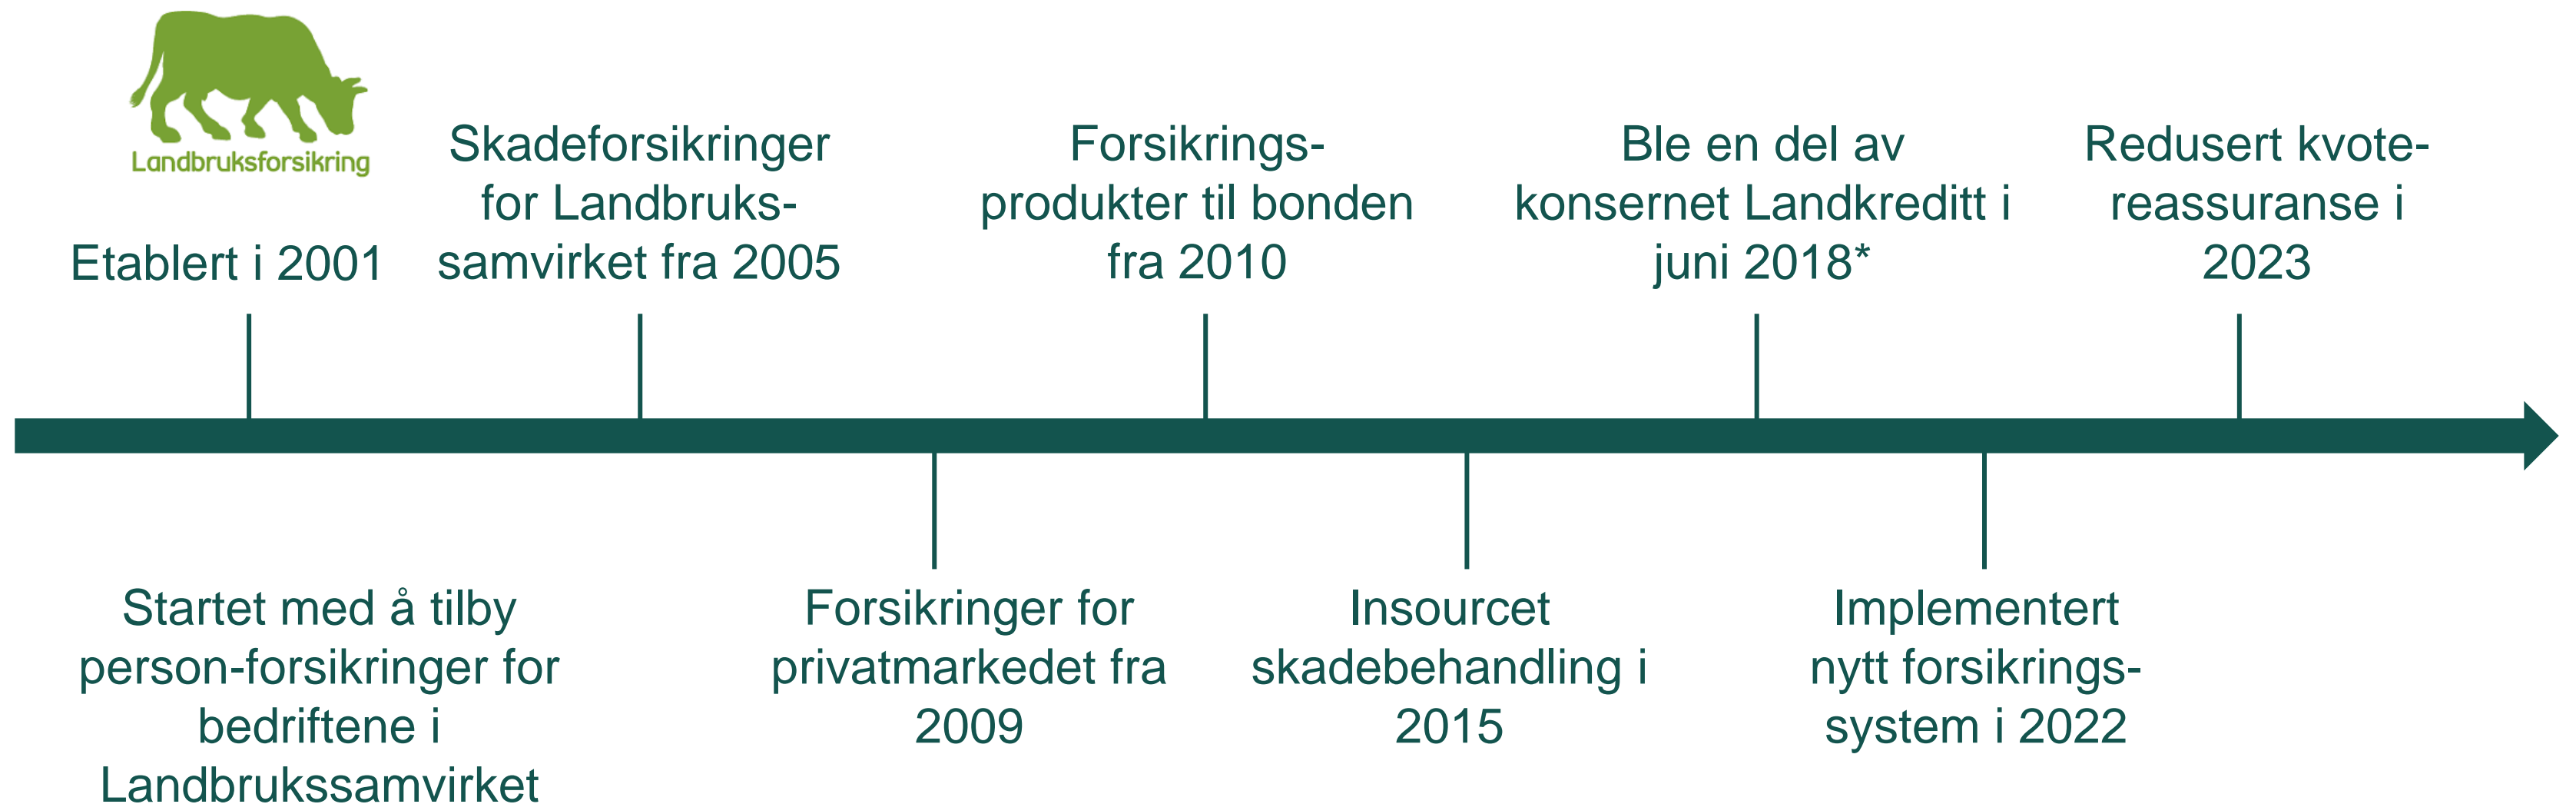 Landbruksforsikring
Etablert i 2001
Skadeforsikringer
for Landbruks-
samvirket fra 2005
Forsikrings-
produkter til bonden
fra 2010
Ble en del av
konsernet Landkreditt i
juni 2018*
Redusert kvote-
reassuranse i
2023
Startet med å tilby
person-forsikringer for
bedriftene i
Landbrukssamvirket
Forsikringer for
privatmarkedet fra
2009
Insourcet
skadebehandling i
2015
Implementert
nytt forsikrings-
system i 2022